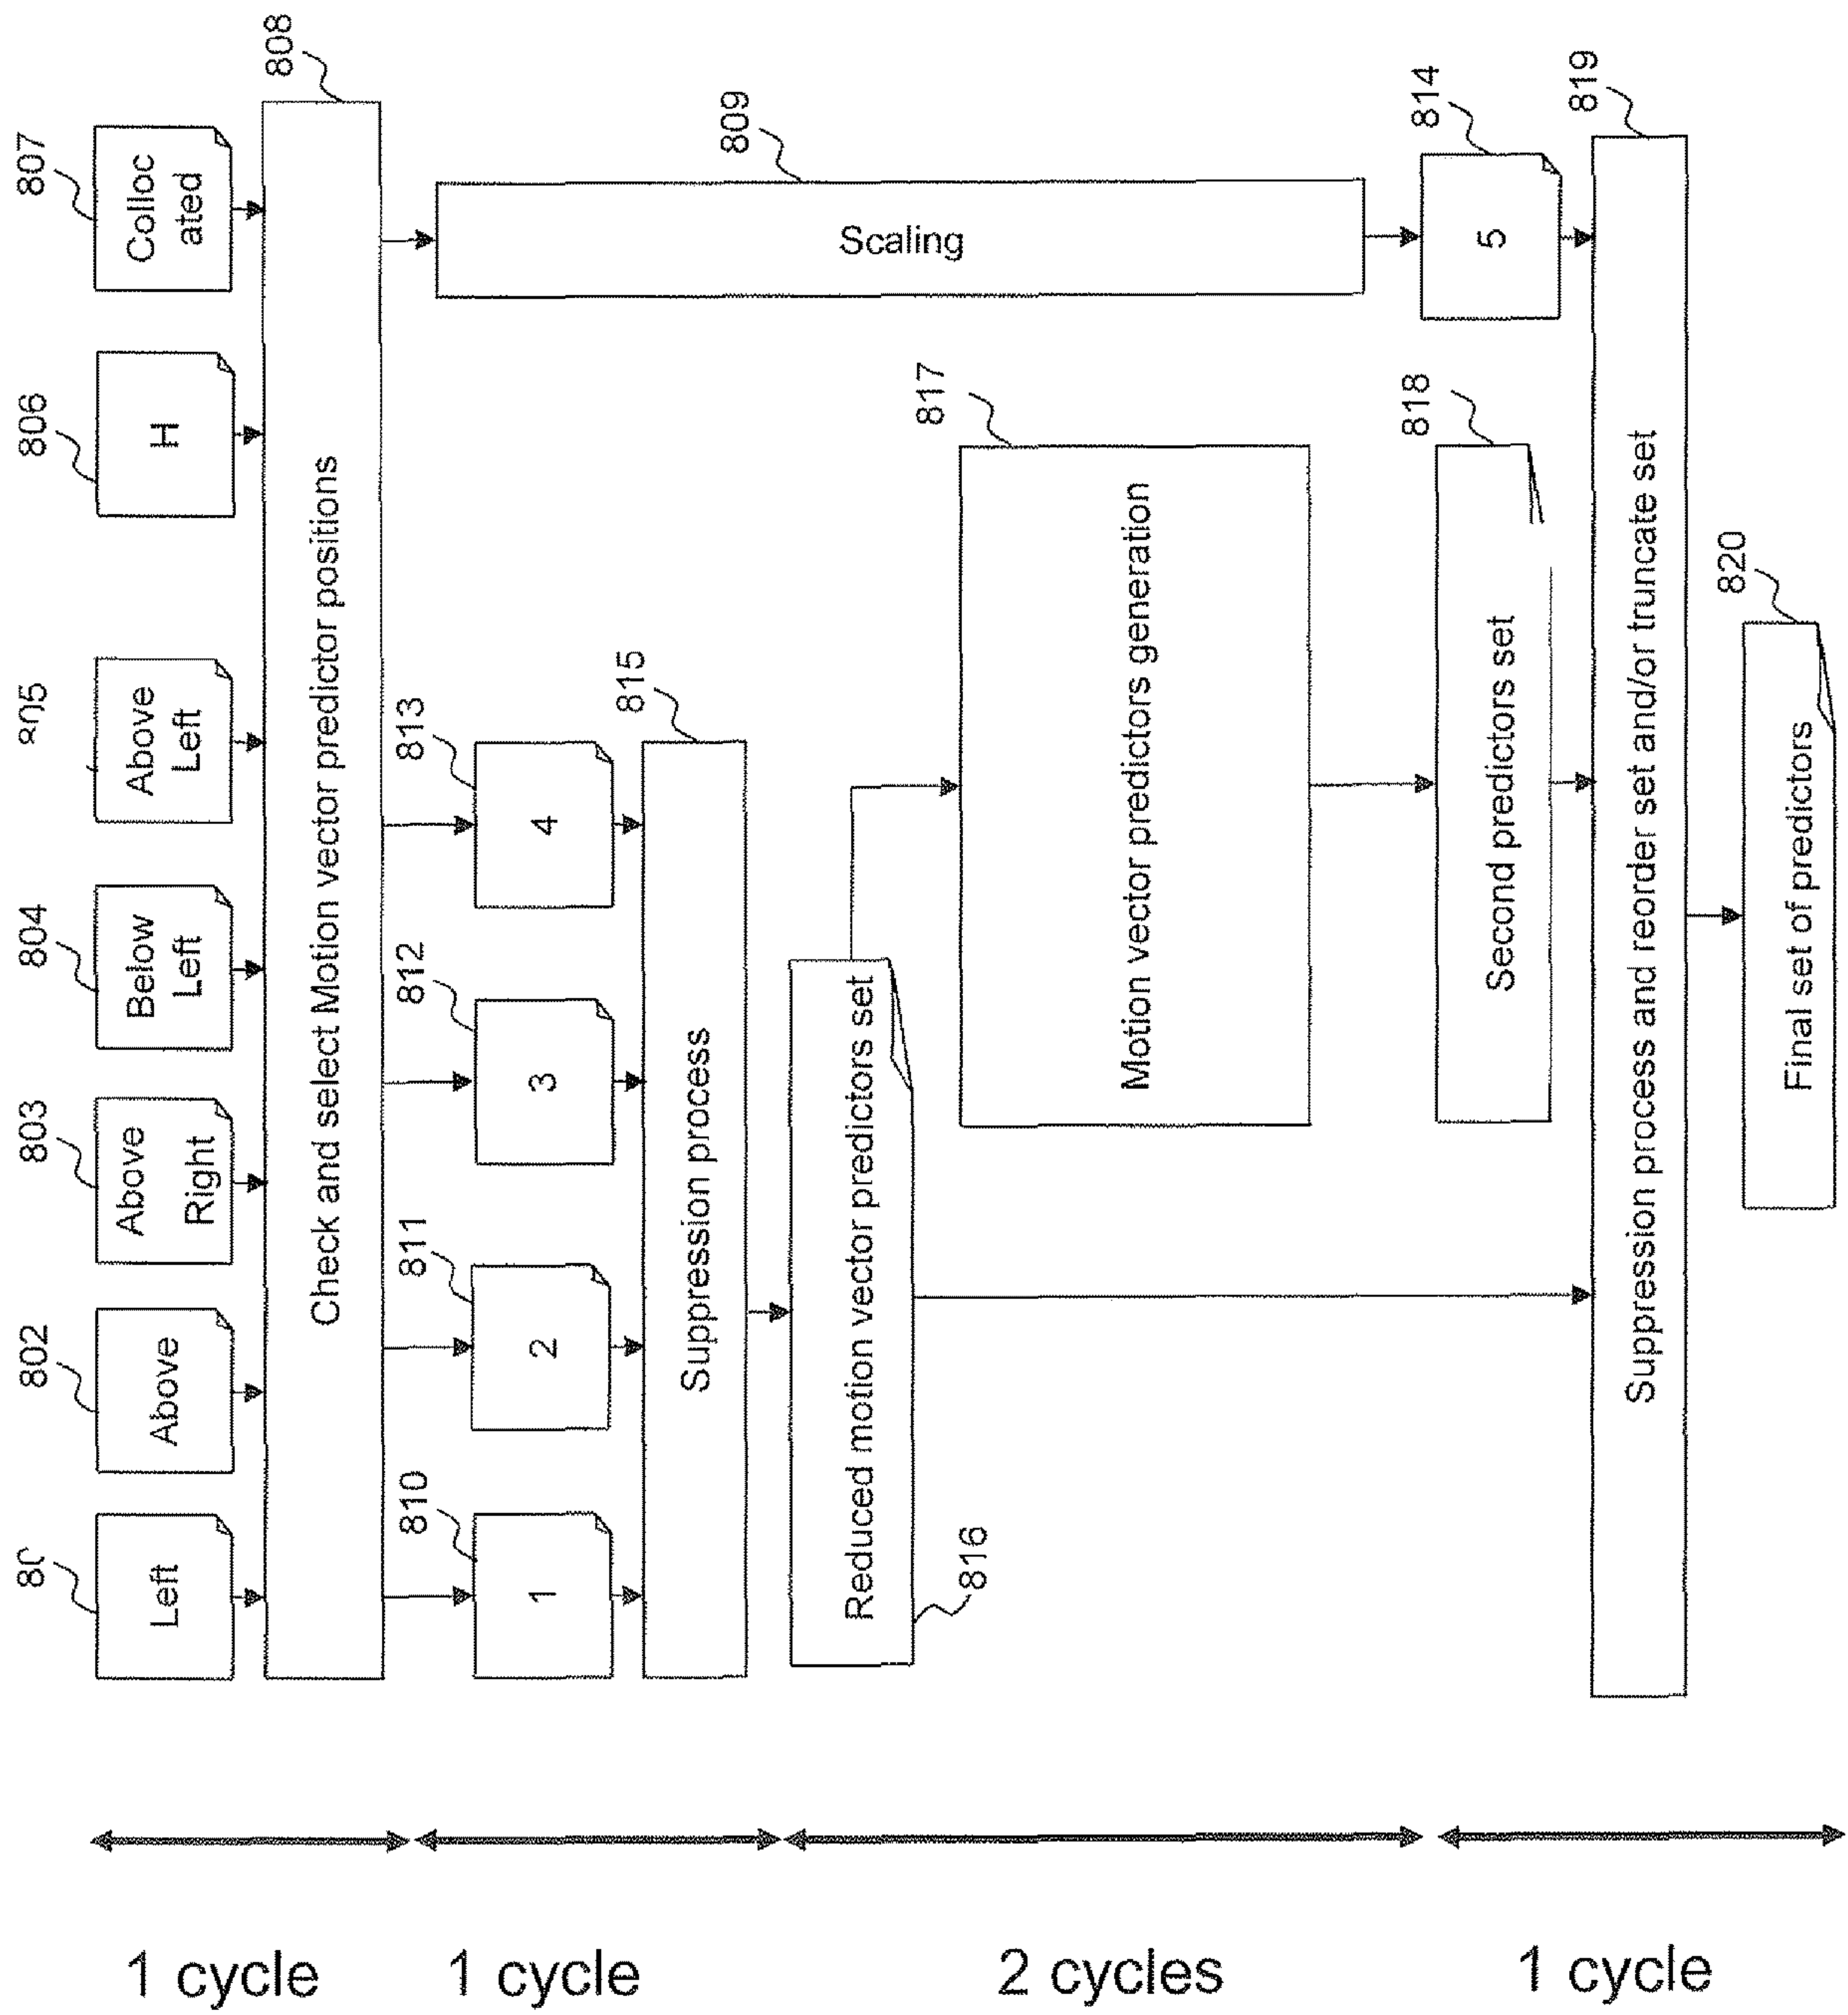 807
806
805
804
803
802
80
Collocated
H
Above Left
Below Left
Above Right
Above
Left
808
Check and select Motion vector predictor positions
809
Scaling
813
812
811
810
4
3
2
1
815
Suppression process
816
Reduced motion vector predictors set
817
Motion vector predictors generation
814
5
818
Second predictors set
819
Suppression process and reorder set and/or truncate set
820
Final set of predictors
1 cycle
1 cycle
2 cycles
1 cycle